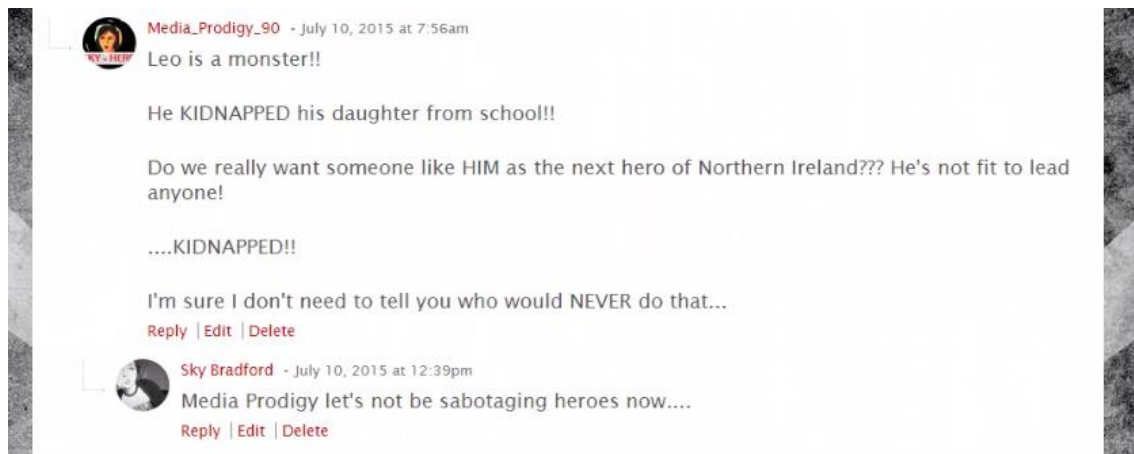 Media_Prodigy_90 - July 10, 2015 at 7:56am
Leo is a monster!!
He KIDNAPPED his daughter from school!!
Do we really want someone like HIM as the next hero of Northern Ireland??? He's not fit to lead
anyone!
....KIDNAPPED!!
I'm sure I don't need to tell you who would NEVER do that...
Reply | Edit | Delete
Sky Bradford - July 10, 2015 at 12:39pm
Media Prodigy let's not be sabotaging heroes now....
Reply | Edit | Delete